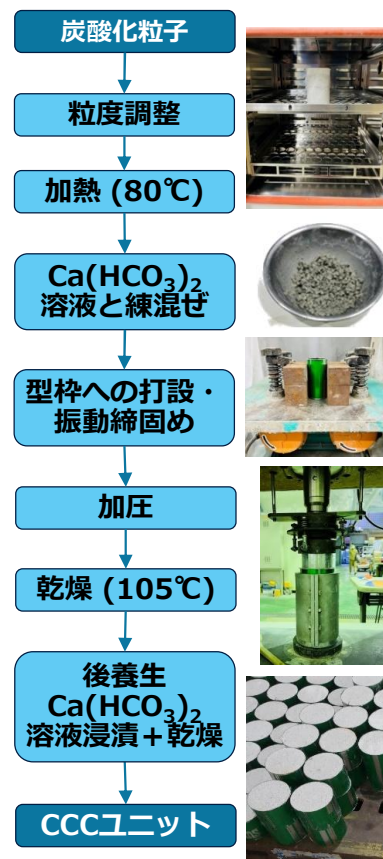 炭酸化粒子
粒度調整
加熱 (80℃)
Ca(HCO₃)₂
溶液と練混ぜ
型枠への打設・
振動締固め
加圧
乾燥 (105℃)
後養生
Ca(HCO₃)₂
溶液浸漬＋乾燥
CCCユニット